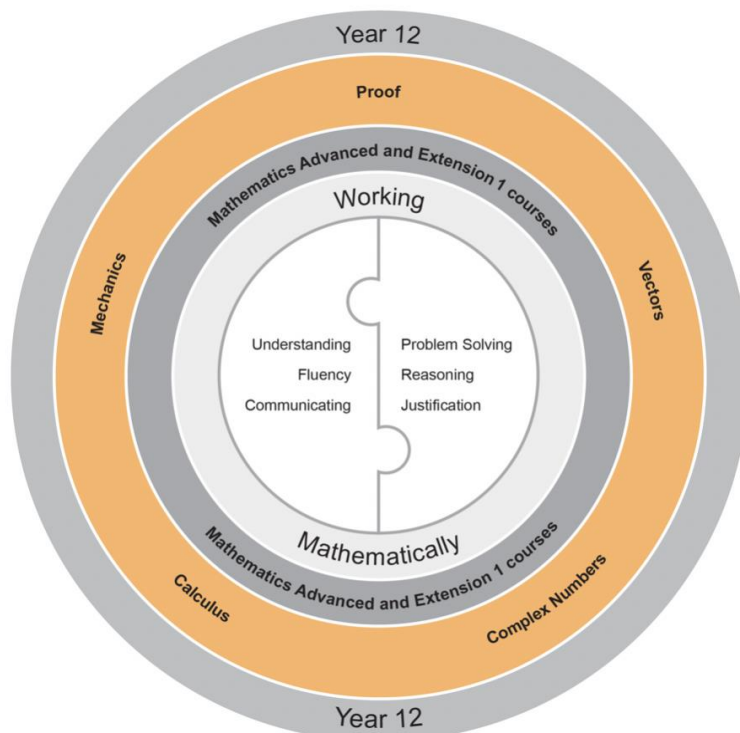 Year 12
Proof
Mathematics Advanced and Extension 1 courses
Working
Mechanics
Vectors
Understanding
Fluency
Communicating
Problem Solving
Reasoning
Justification
Mathematically
Mathematics Advanced and Extension 1 courses
Calculus
Complex Numbers
Year 12